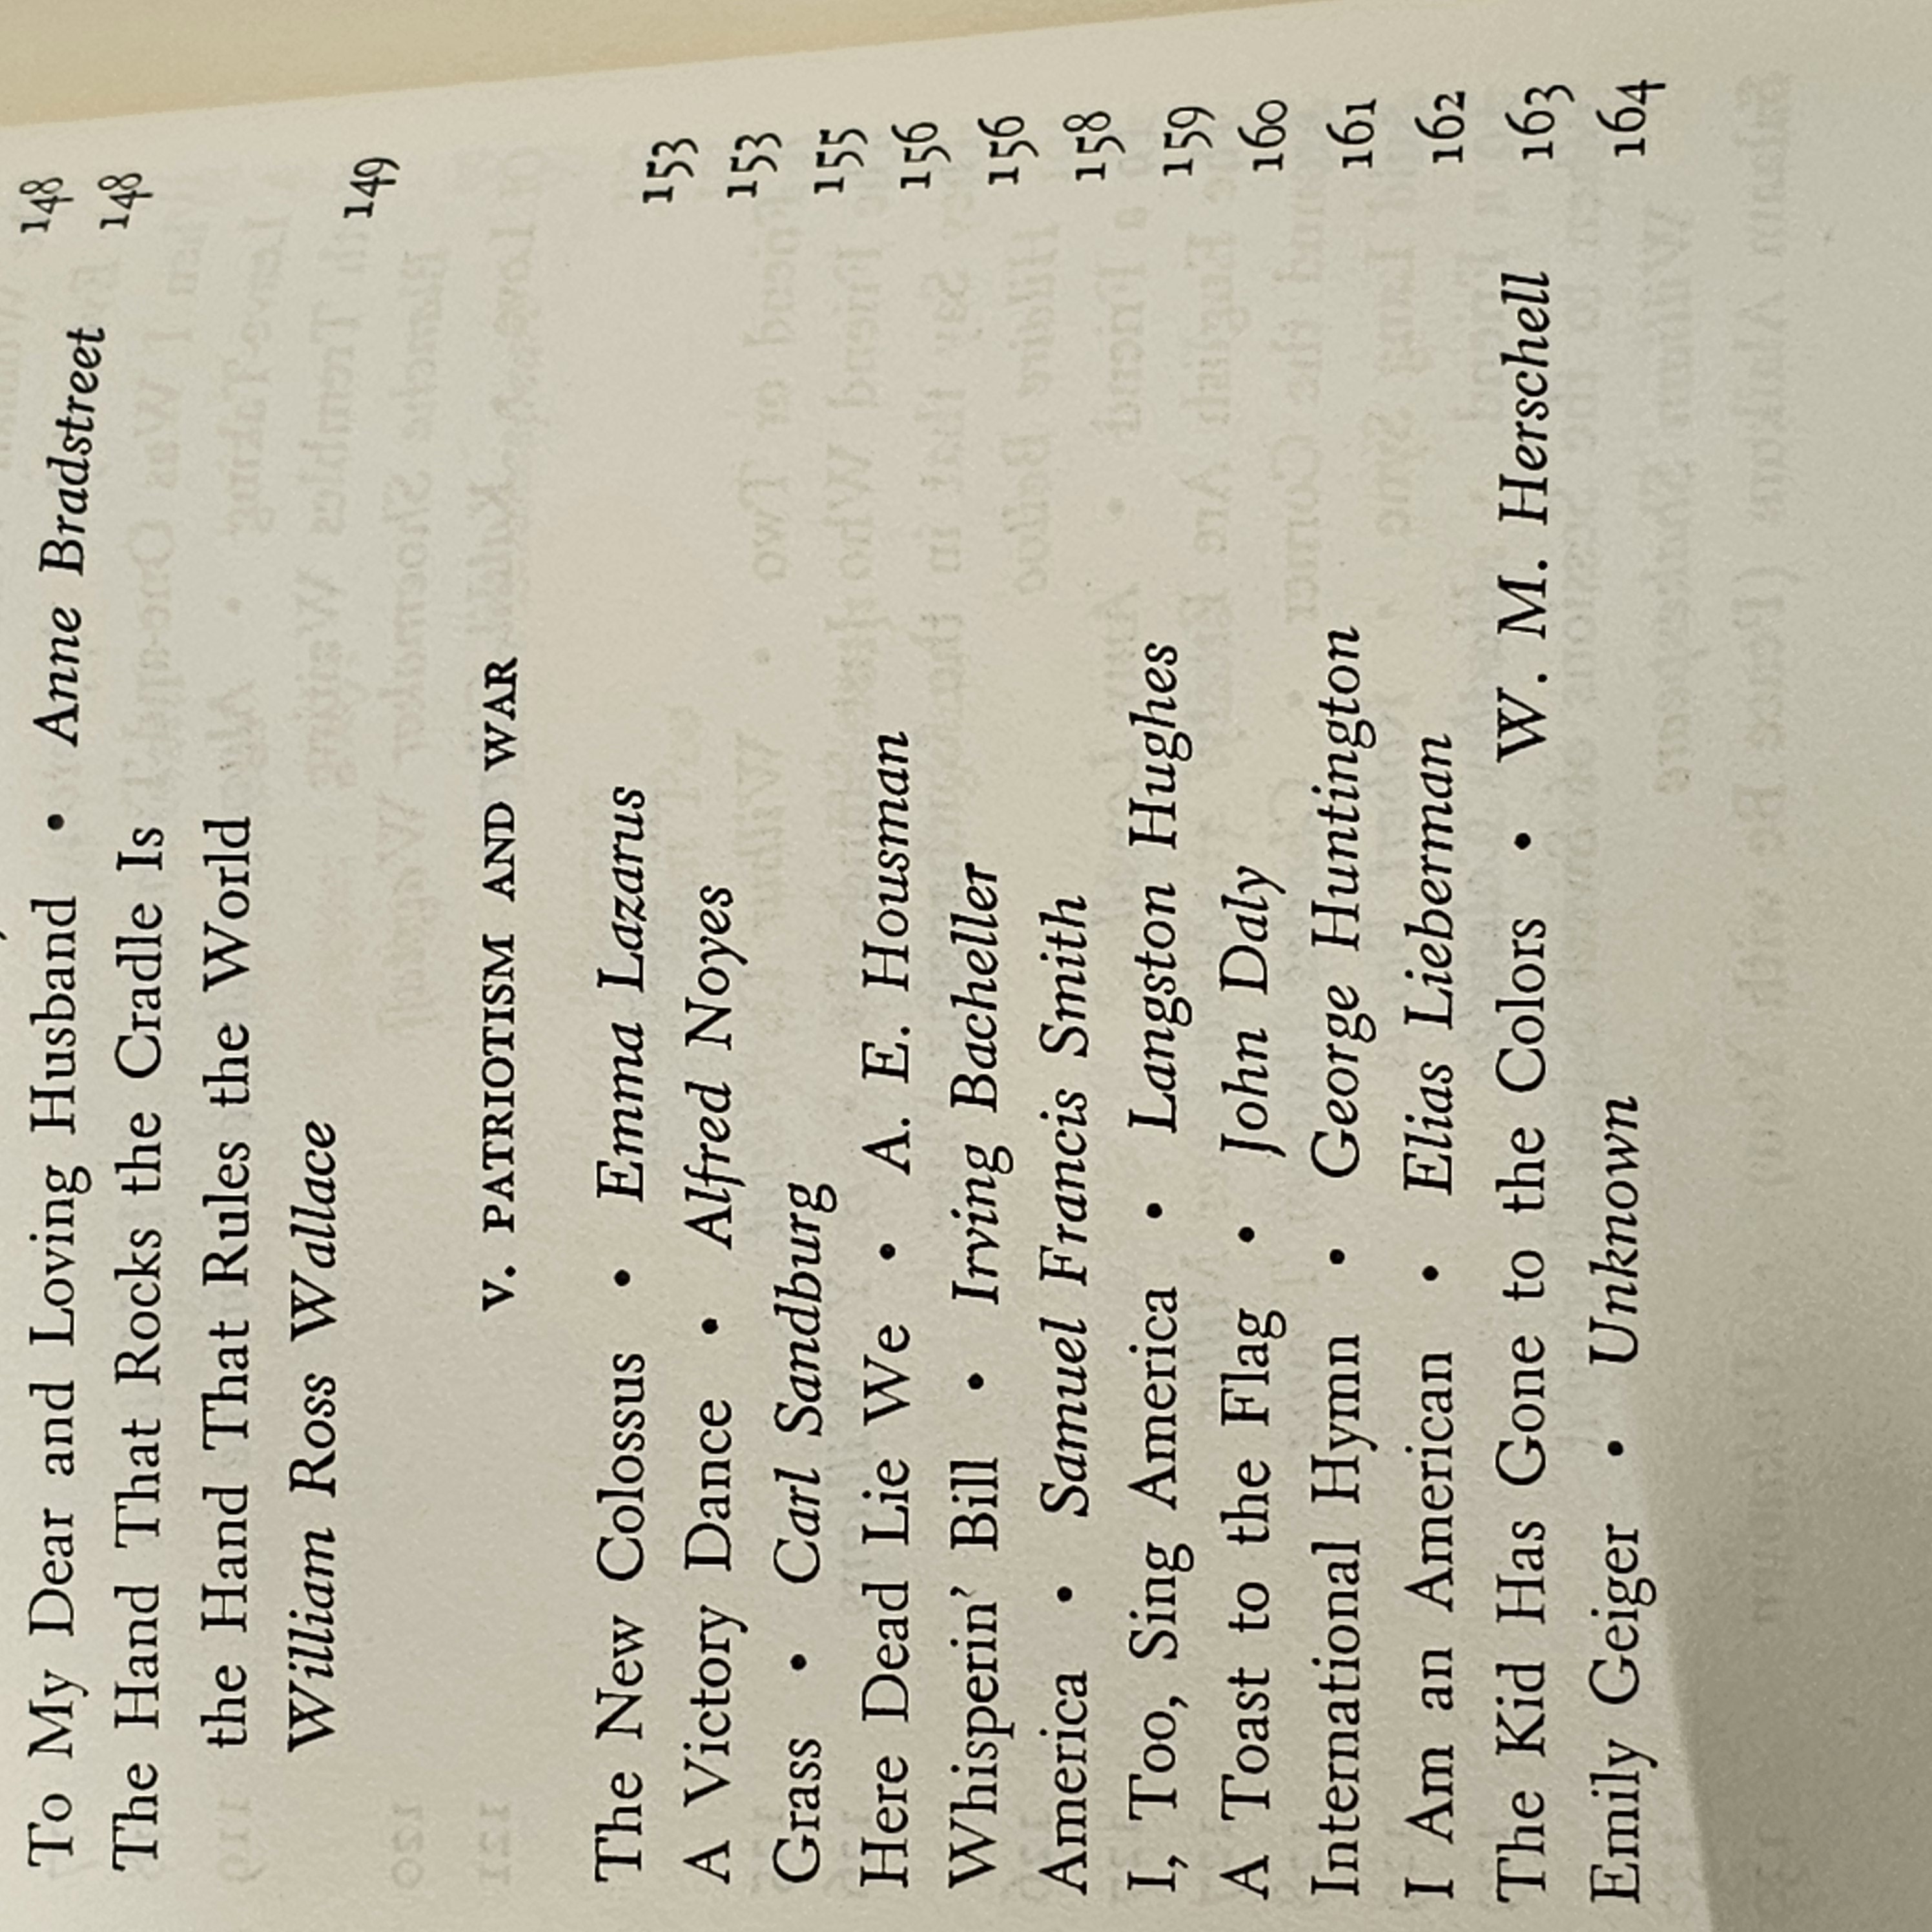 148
To My Dear and Loving Husband • Anne Bradstreet 148
The Hand That Rocks the Cradle Is
the Hand That Rules the World
William Ross Wallace 149
V. PATRIOTISM AND WAR
The New Colossus • Emma Lazarus 153
A Victory Dance • Alfred Noyes 153
Grass • Carl Sandburg 155
Here Dead Lie We • A. E. Housman 156
Whisperin’ Bill • Irving Bacheller 156
America • Samuel Francis Smith 158
I, Too, Sing America • Langston Hughes 159
A Toast to the Flag • John Daly 160
International Hymn • George Huntington 161
I Am an American • Elias Lieberman 162
The Kid Has Gone to the Colors • W. M. Herschell 163
Emily Geiger • Unknown 164